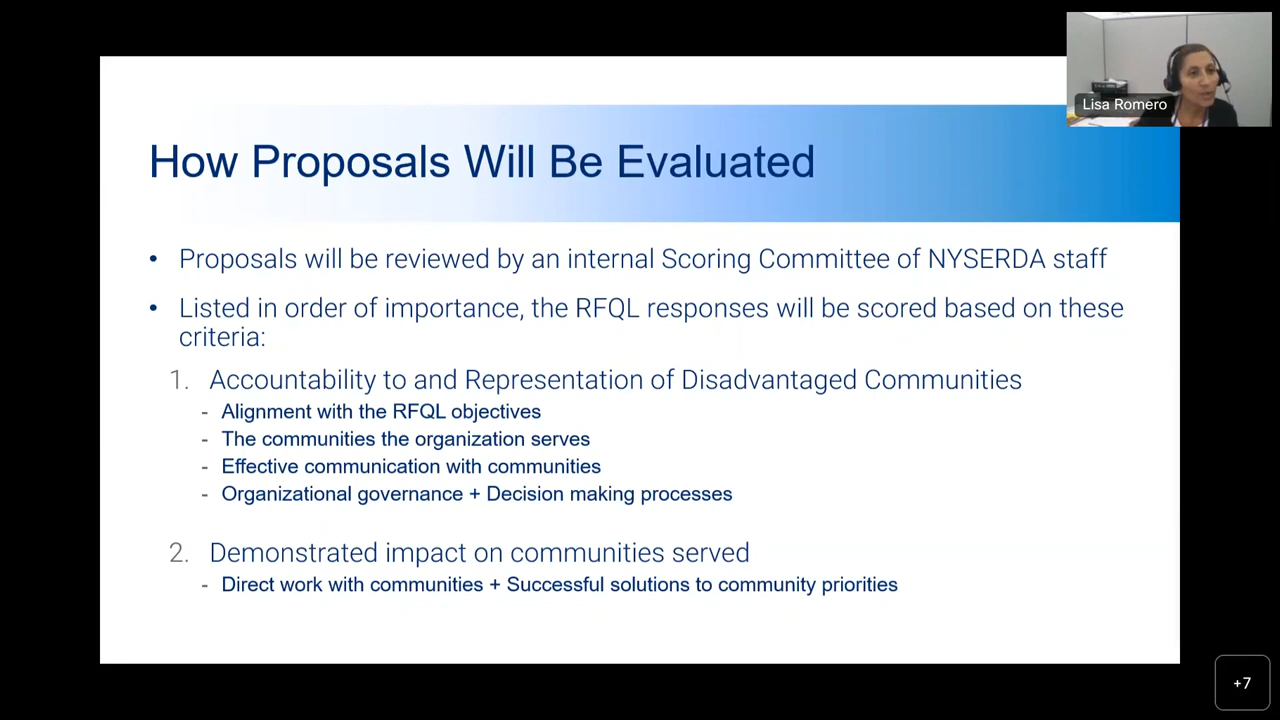 Lisa Romero
How Proposals Will Be Evaluated
• Proposals will be reviewed by an internal Scoring Committee of NYSERDA staff
• Listed in order of importance, the RFQL responses will be scored based on these
criteria:
1. Accountability to and Representation of Disadvantaged Communities
- Alignment with the RFQL objectives
- The communities the organization serves
- Effective communication with communities
- Organizational governance + Decision making processes
2. Demonstrated impact on communities served
- Direct work with communities + Successful solutions to community priorities
+7